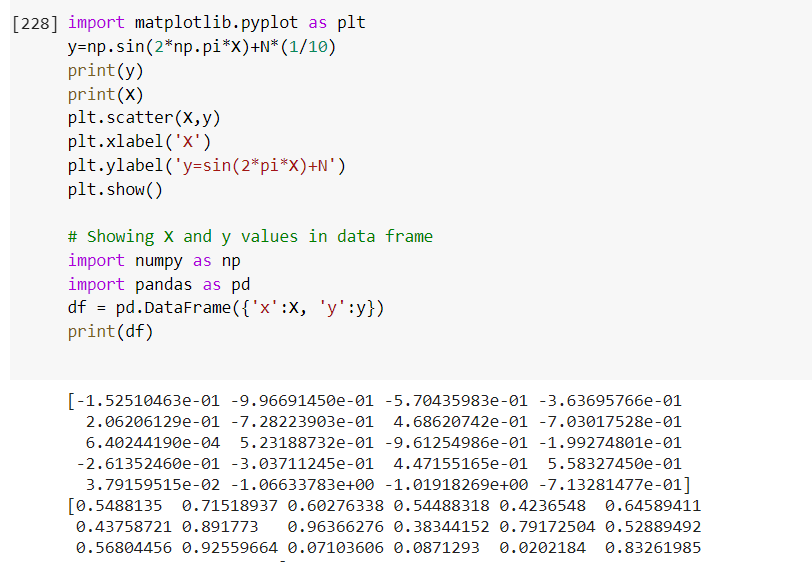 [228] import matplotlib.pyplot as plt
y=np.sin(2*np.pi*X)+N*(1/10)
print(y)
print(X)
plt.scatter(X,y)
plt.xlabel('X')
plt.ylabel('y=sin(2*pi*X)+N')
plt.show()
# Showing X and y values in data frame
import numpy as np
import pandas as pd
df = pd.DataFrame({'x':X, 'y':y})
print(df)
[-1.52510463e-01 -9.96691450e-01 -5.70435983e-01 -3.63695766e-01
2.06206129e-01 -7.28223903e-01 4.68620742e-01 -7.03017528e-01
6.40244190e-04 5.23188732e-01 -9.61254986e-01 -1.99274801e-01
-2.61352460e-01 -3.03711245e-01 4.47155165e-01 5.58327450e-01
3.79159515e-02 -1.06633783e+00 -1.01918269e+00 -7.13281477e-01]
[0.5488135 0.71518937 0.60276338 0.54488318 0.4236548 0.64589411
0.43758721 0.891773 0.96366276 0.38344152 0.79172504 0.52889492
0.56804456 0.92559664 0.07103606 0.0871293 0.0202184 0.83261985